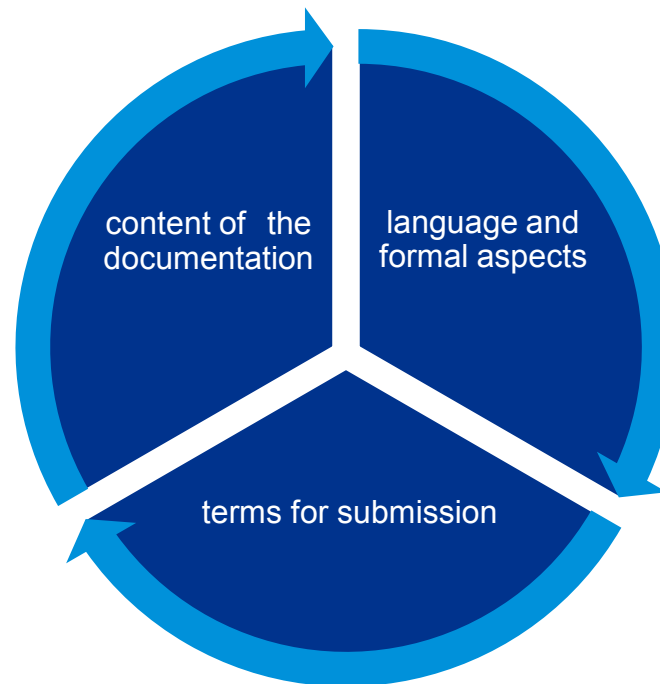 content of the
documentation
language and
formal aspects
terms for submission